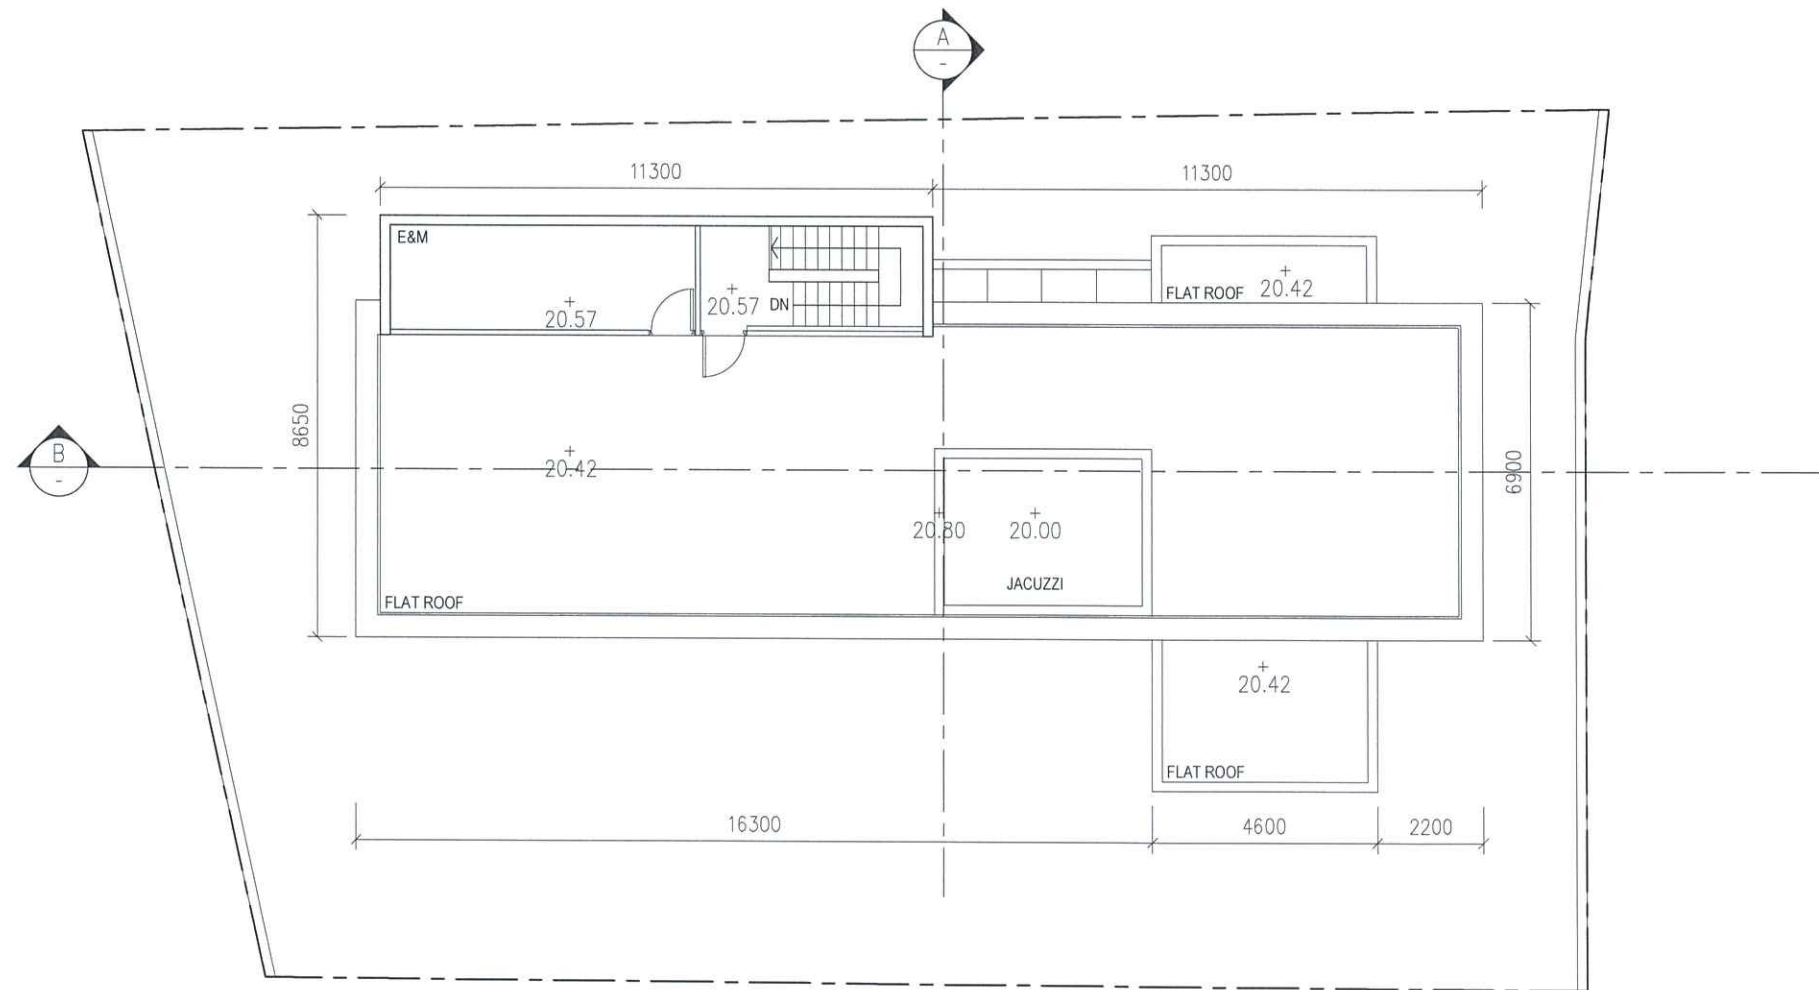 A
-
11300
11300
E&M
20.57
20.57
DN
FLAT ROOF
20.42
8650
B
-
20.42
6900
20.80
20.00
JACUZZI
FLAT ROOF
20.42
FLAT ROOF
16300
4600
2200